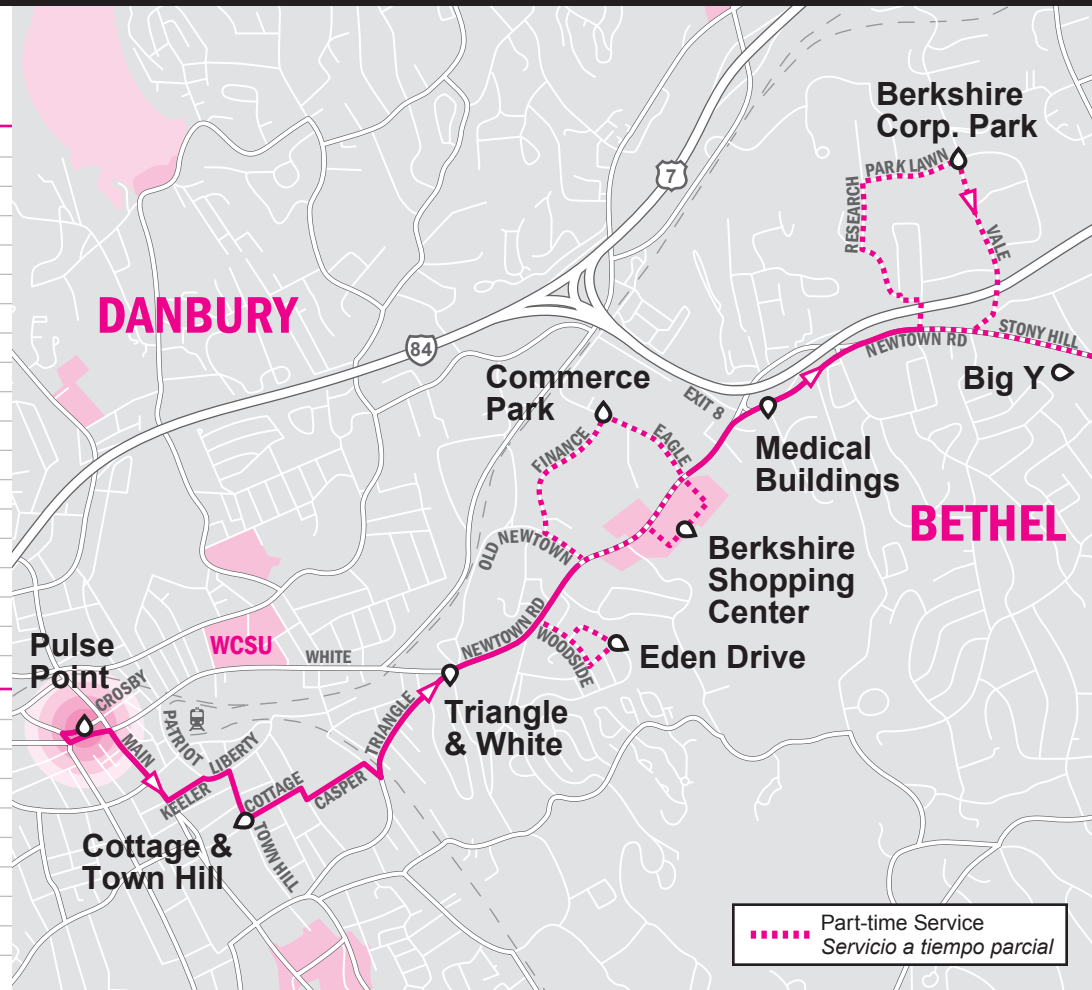 Berkshire
Corp. Park
PARK LAWN
7
RESEARCH
VALE
DANBURY
84
STONY HILL
NEWTOWN RD
Big Y
Commerce
Park
EXIT 8
FINANCE
EAGLE
Medical
Buildings
BETHEL
OLD NEWTOWN
Berkshire
Shopping
Center
NEWTOWN RD
WOODSIDE
Eden Drive
WCSU
WHITE
Pulse
Point
CROSBY
PATRIOT
MAIN
LIBERTY
TRIANGLE
Triangle
& White
KEELER
COTTAGE
CASPER
TOWN HILL
Cottage &
Town Hill
Part-time Service
Servicio a tiempo parcial